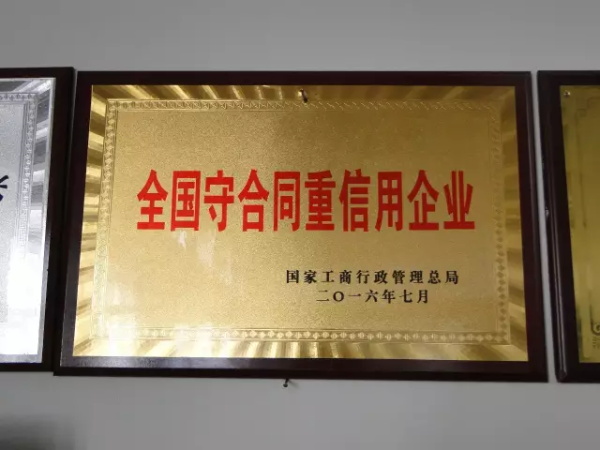 全国守合同重信用企业
国家工商行政管理总局
二〇一六年七月